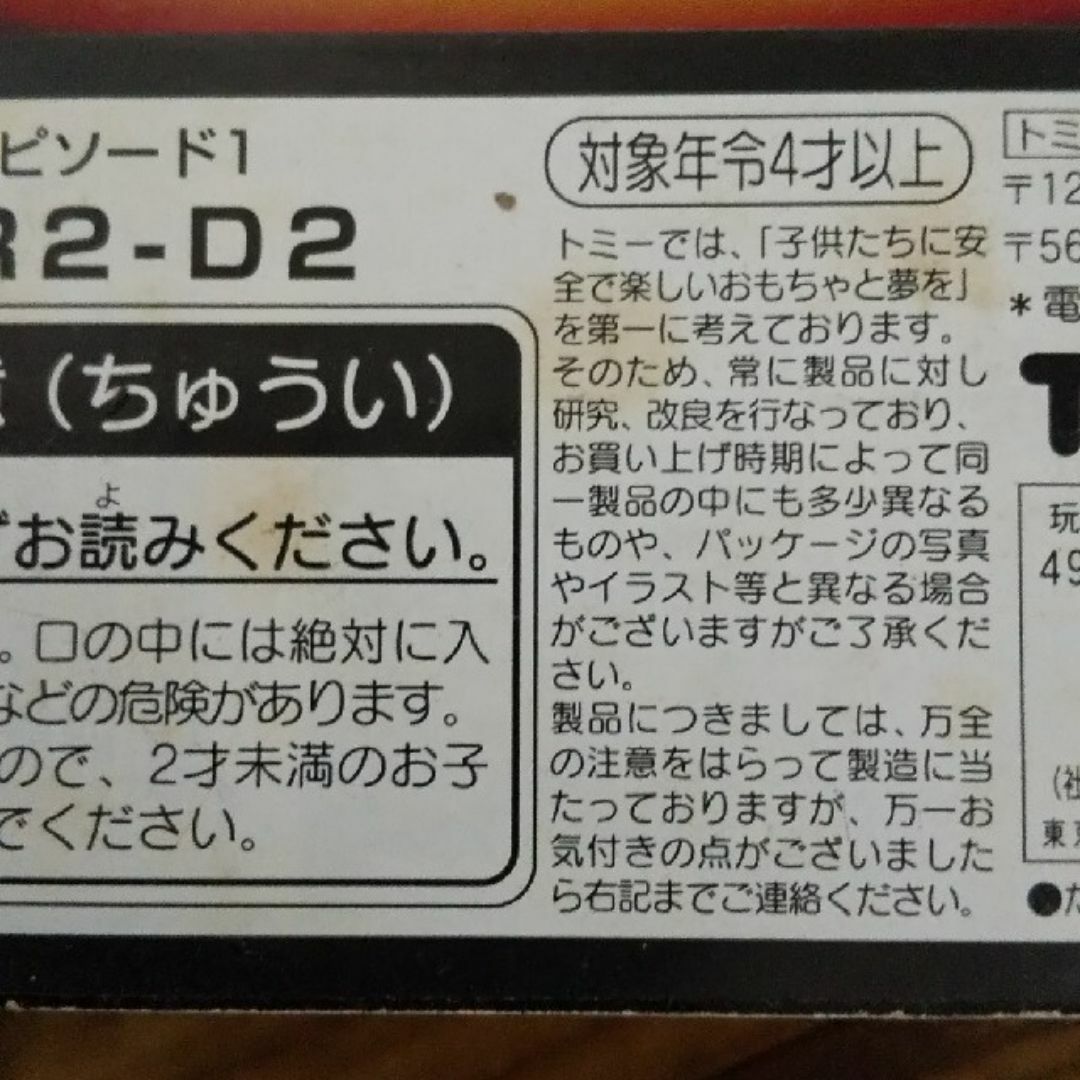 ピソード1
R2-D2
(ちゅうい)
よ
お読みください。
。口の中には絶対に入
などの危険があります。
ので、2才未満のお子
でください。
対象年令4才以上
トミーでは、「子供たちに安
全で楽しいおもちゃと夢を」
を第一に考えております。
そのため、常に製品に対し
研究、改良を行なっており、
お買い上げ時期によって同
一製品の中にも多少異なる
ものや、パッケージの写真
やイラスト等と異なる場合
がございますがご了承くだ
さい。
製品につきましては、万全
の注意をはらって製造に当
たっておりますが、万一お
気付きの点がございました
ら右記までご連絡ください。
トミ
〒12
〒56
*電
T
玩
49
(社
東京
●た